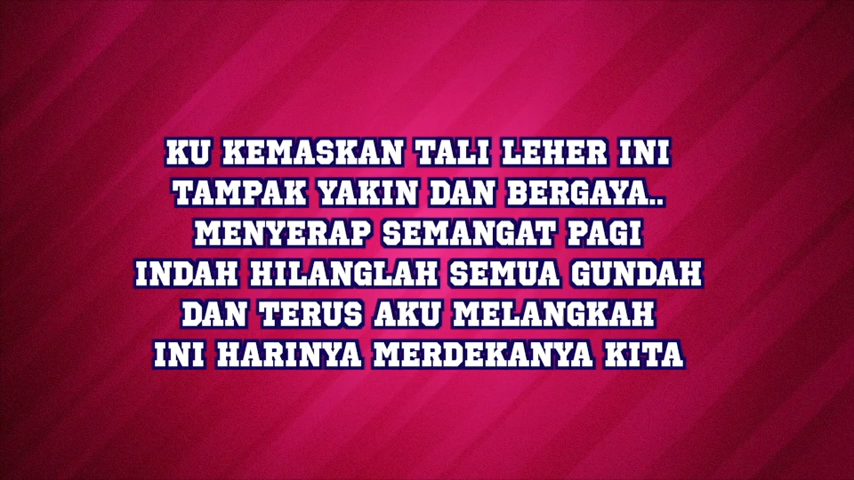 KU KEMASKAN TALI LEHER INI
TAMPAK YAKIN DAN BERGAYA..
MENYERAP SEMANGAT PAGI
INDAH HILANGLAH SEMUA GUNDAH
DAN TERUS AKU MELANGKAH
INI HARINYA MERDEKANYA KITA